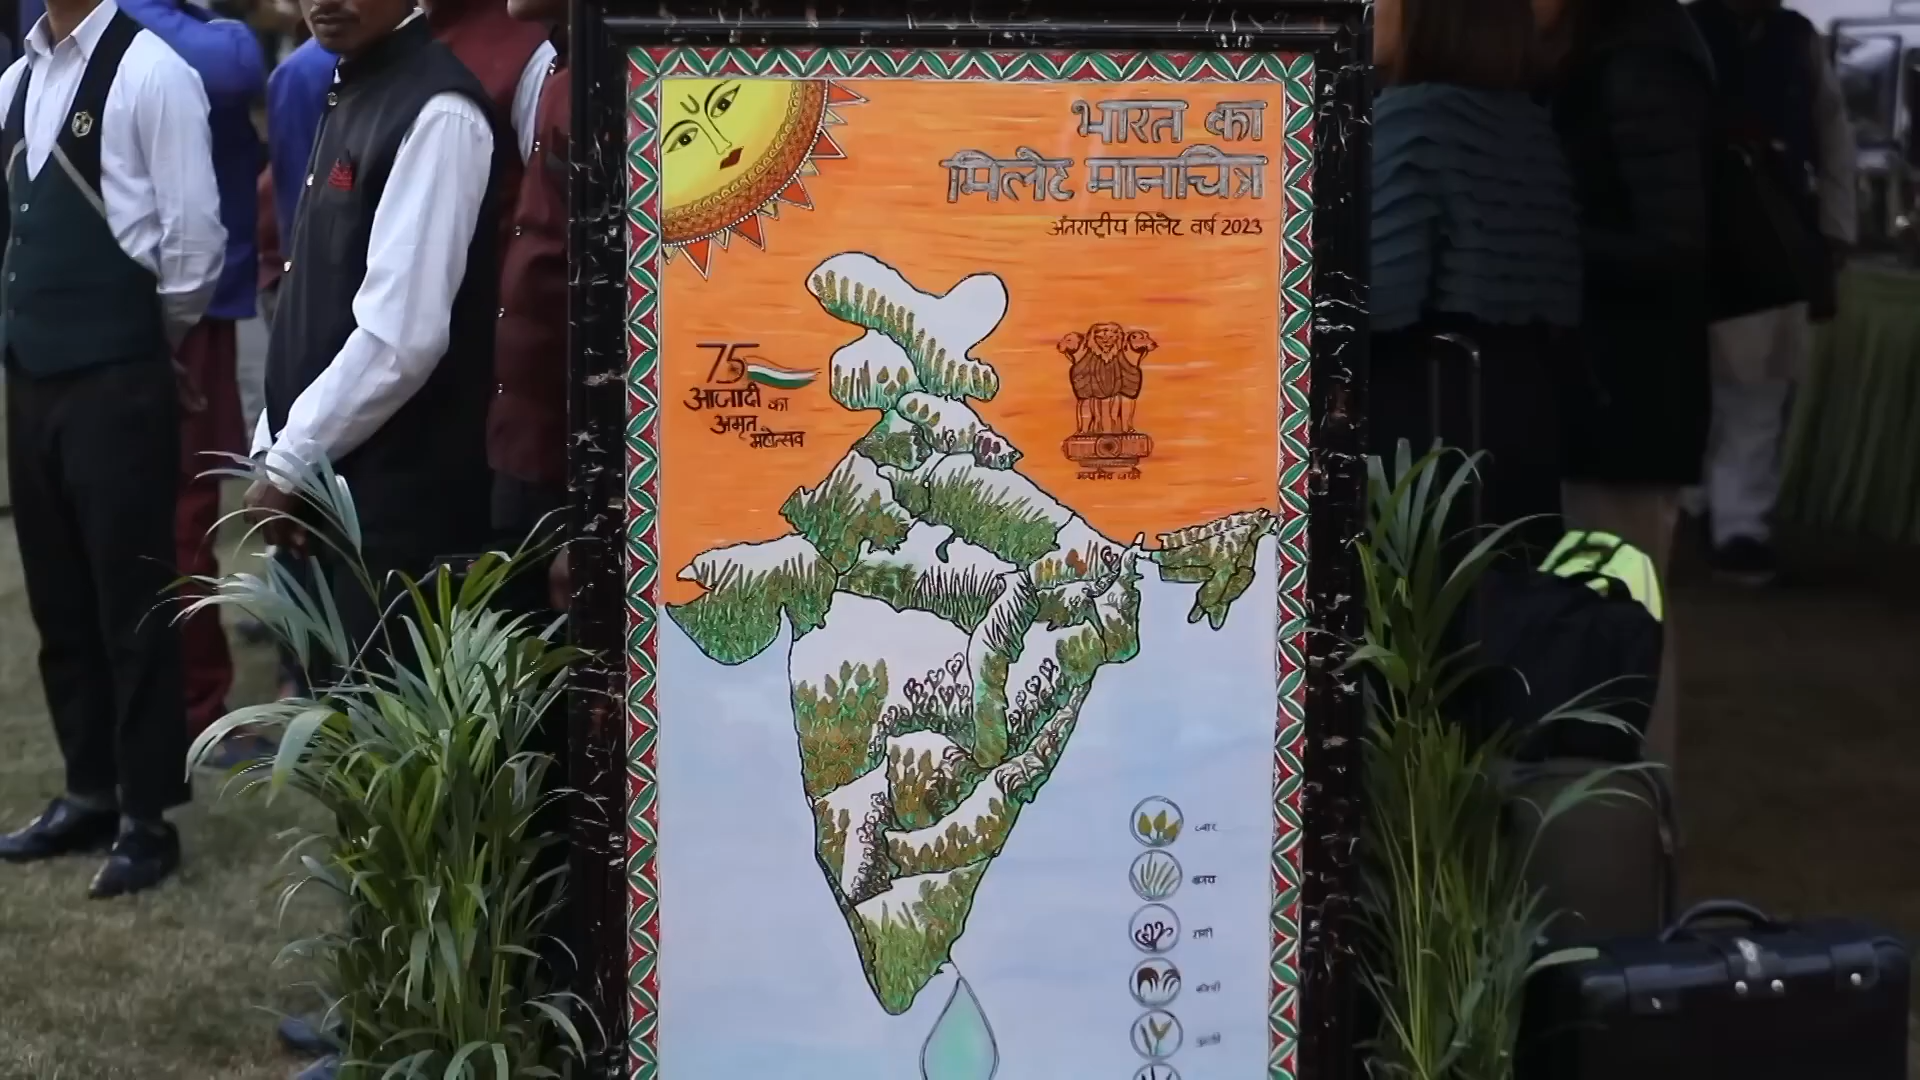 भारत का
मिलेट मानचित्र
अंतराष्ट्रीय मिलेट वर्ष 2023
75
आज़ादी का
अमृत
महोत्सव
ज्वार
रागी